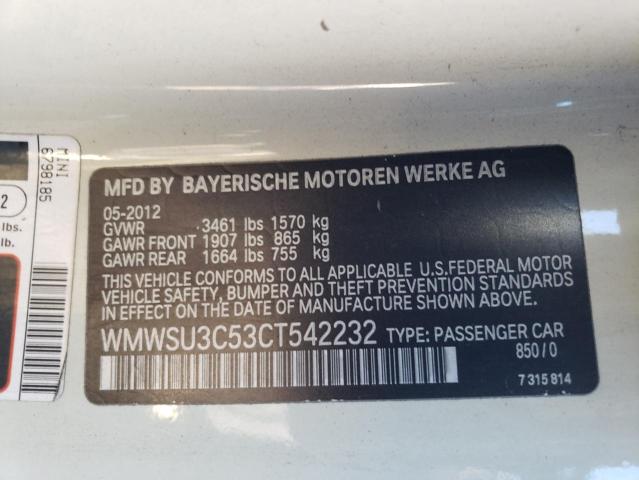 MINI
6798185
2
lbs.
lb.
MFD BY BAYERISCHE MOTOREN WERKE AG
05-2012
GVWR 3461 lbs 1570 kg
GAWR FRONT 1907 lbs 865 kg
GAWR REAR 1664 lbs 755 kg
THIS VEHICLE CONFORMS TO ALL APPLICABLE U.S.FEDERAL MOTOR
VEHICLE SAFETY, BUMPER AND THEFT PREVENTION STANDARDS
IN EFFECT ON THE DATE OF MANUFACTURE SHOWN ABOVE.
WMWSU3C53CT542232 TYPE: PASSENGER CAR
850/0
7 315 814